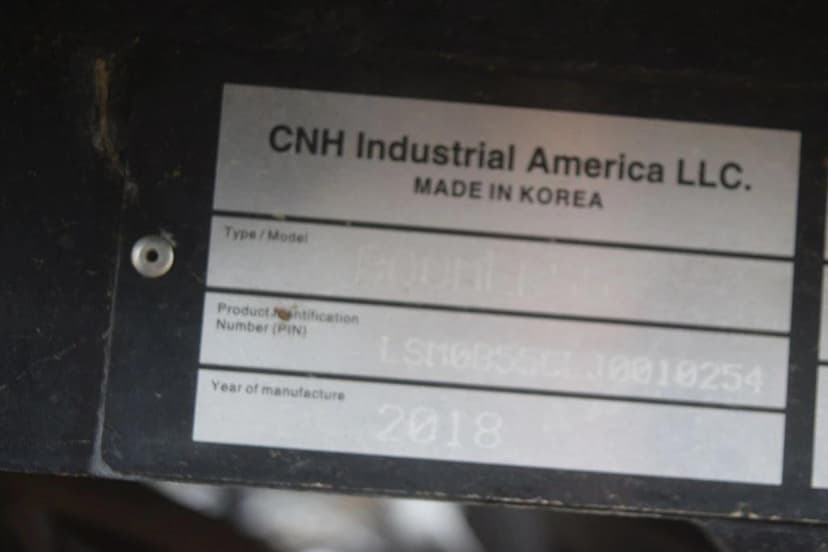 CNH Industrial America LLC.
MADE IN KOREA
Type / Model
Product Identification
Number (PIN)
LSM0B55CLJ0010254
Year of manufacture
2018